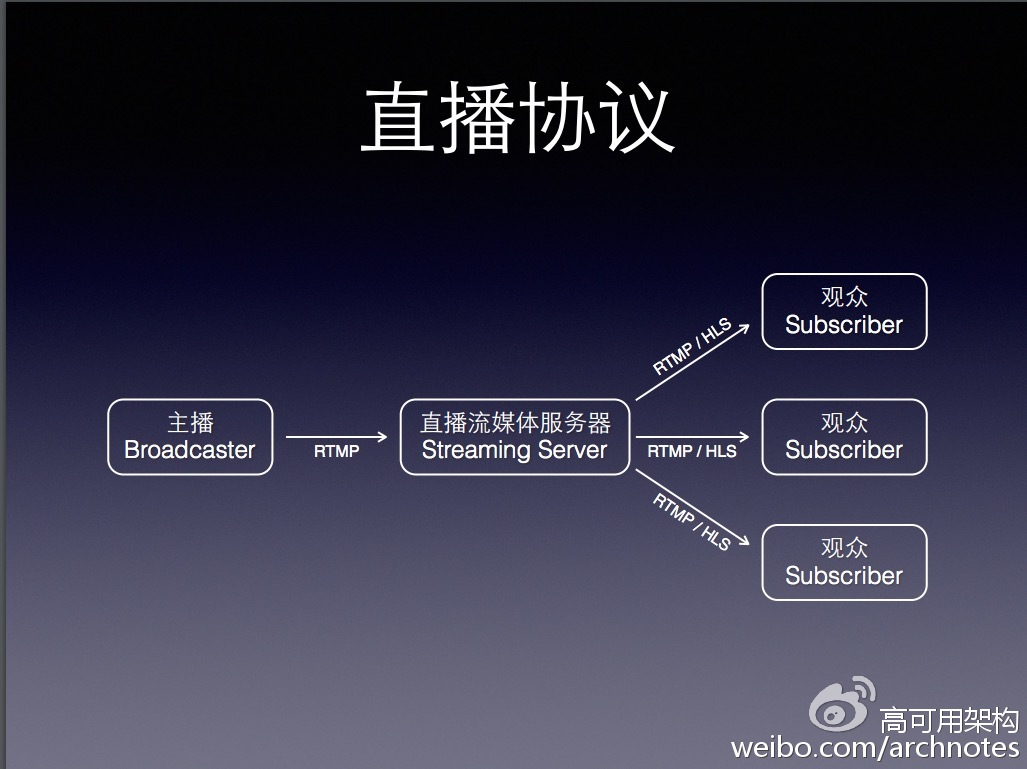 直播协议
观众
Subscriber
RTMP / HLS
主播
Broadcaster
RTMP
直播流媒体服务器
Streaming Server
RTMP / HLS
观众
Subscriber
RTMP / HLS
观众
Subscriber
高可用架构
weibo.com/archnotes